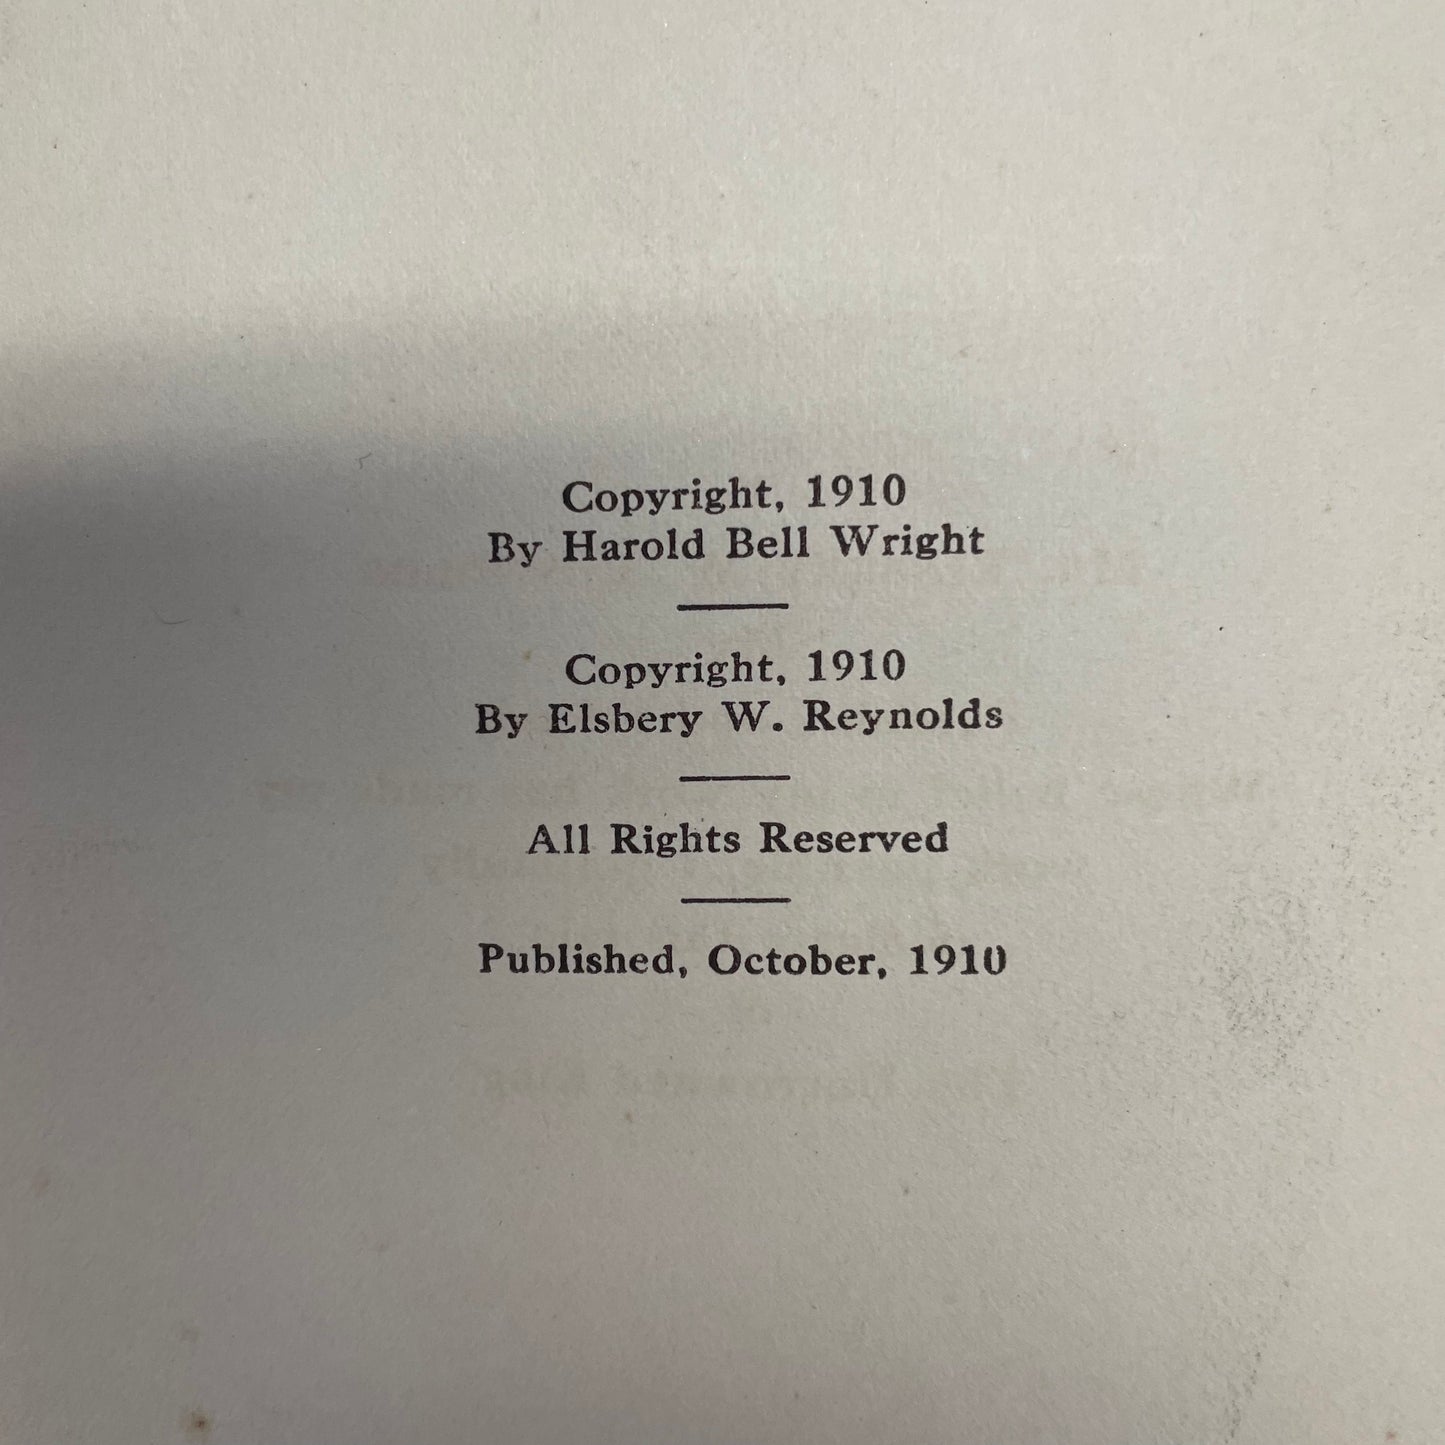 Copyright, 1910
By Harold Bell Wright
Copyright, 1910
By Elsbery W. Reynolds
All Rights Reserved
Published, October, 1910